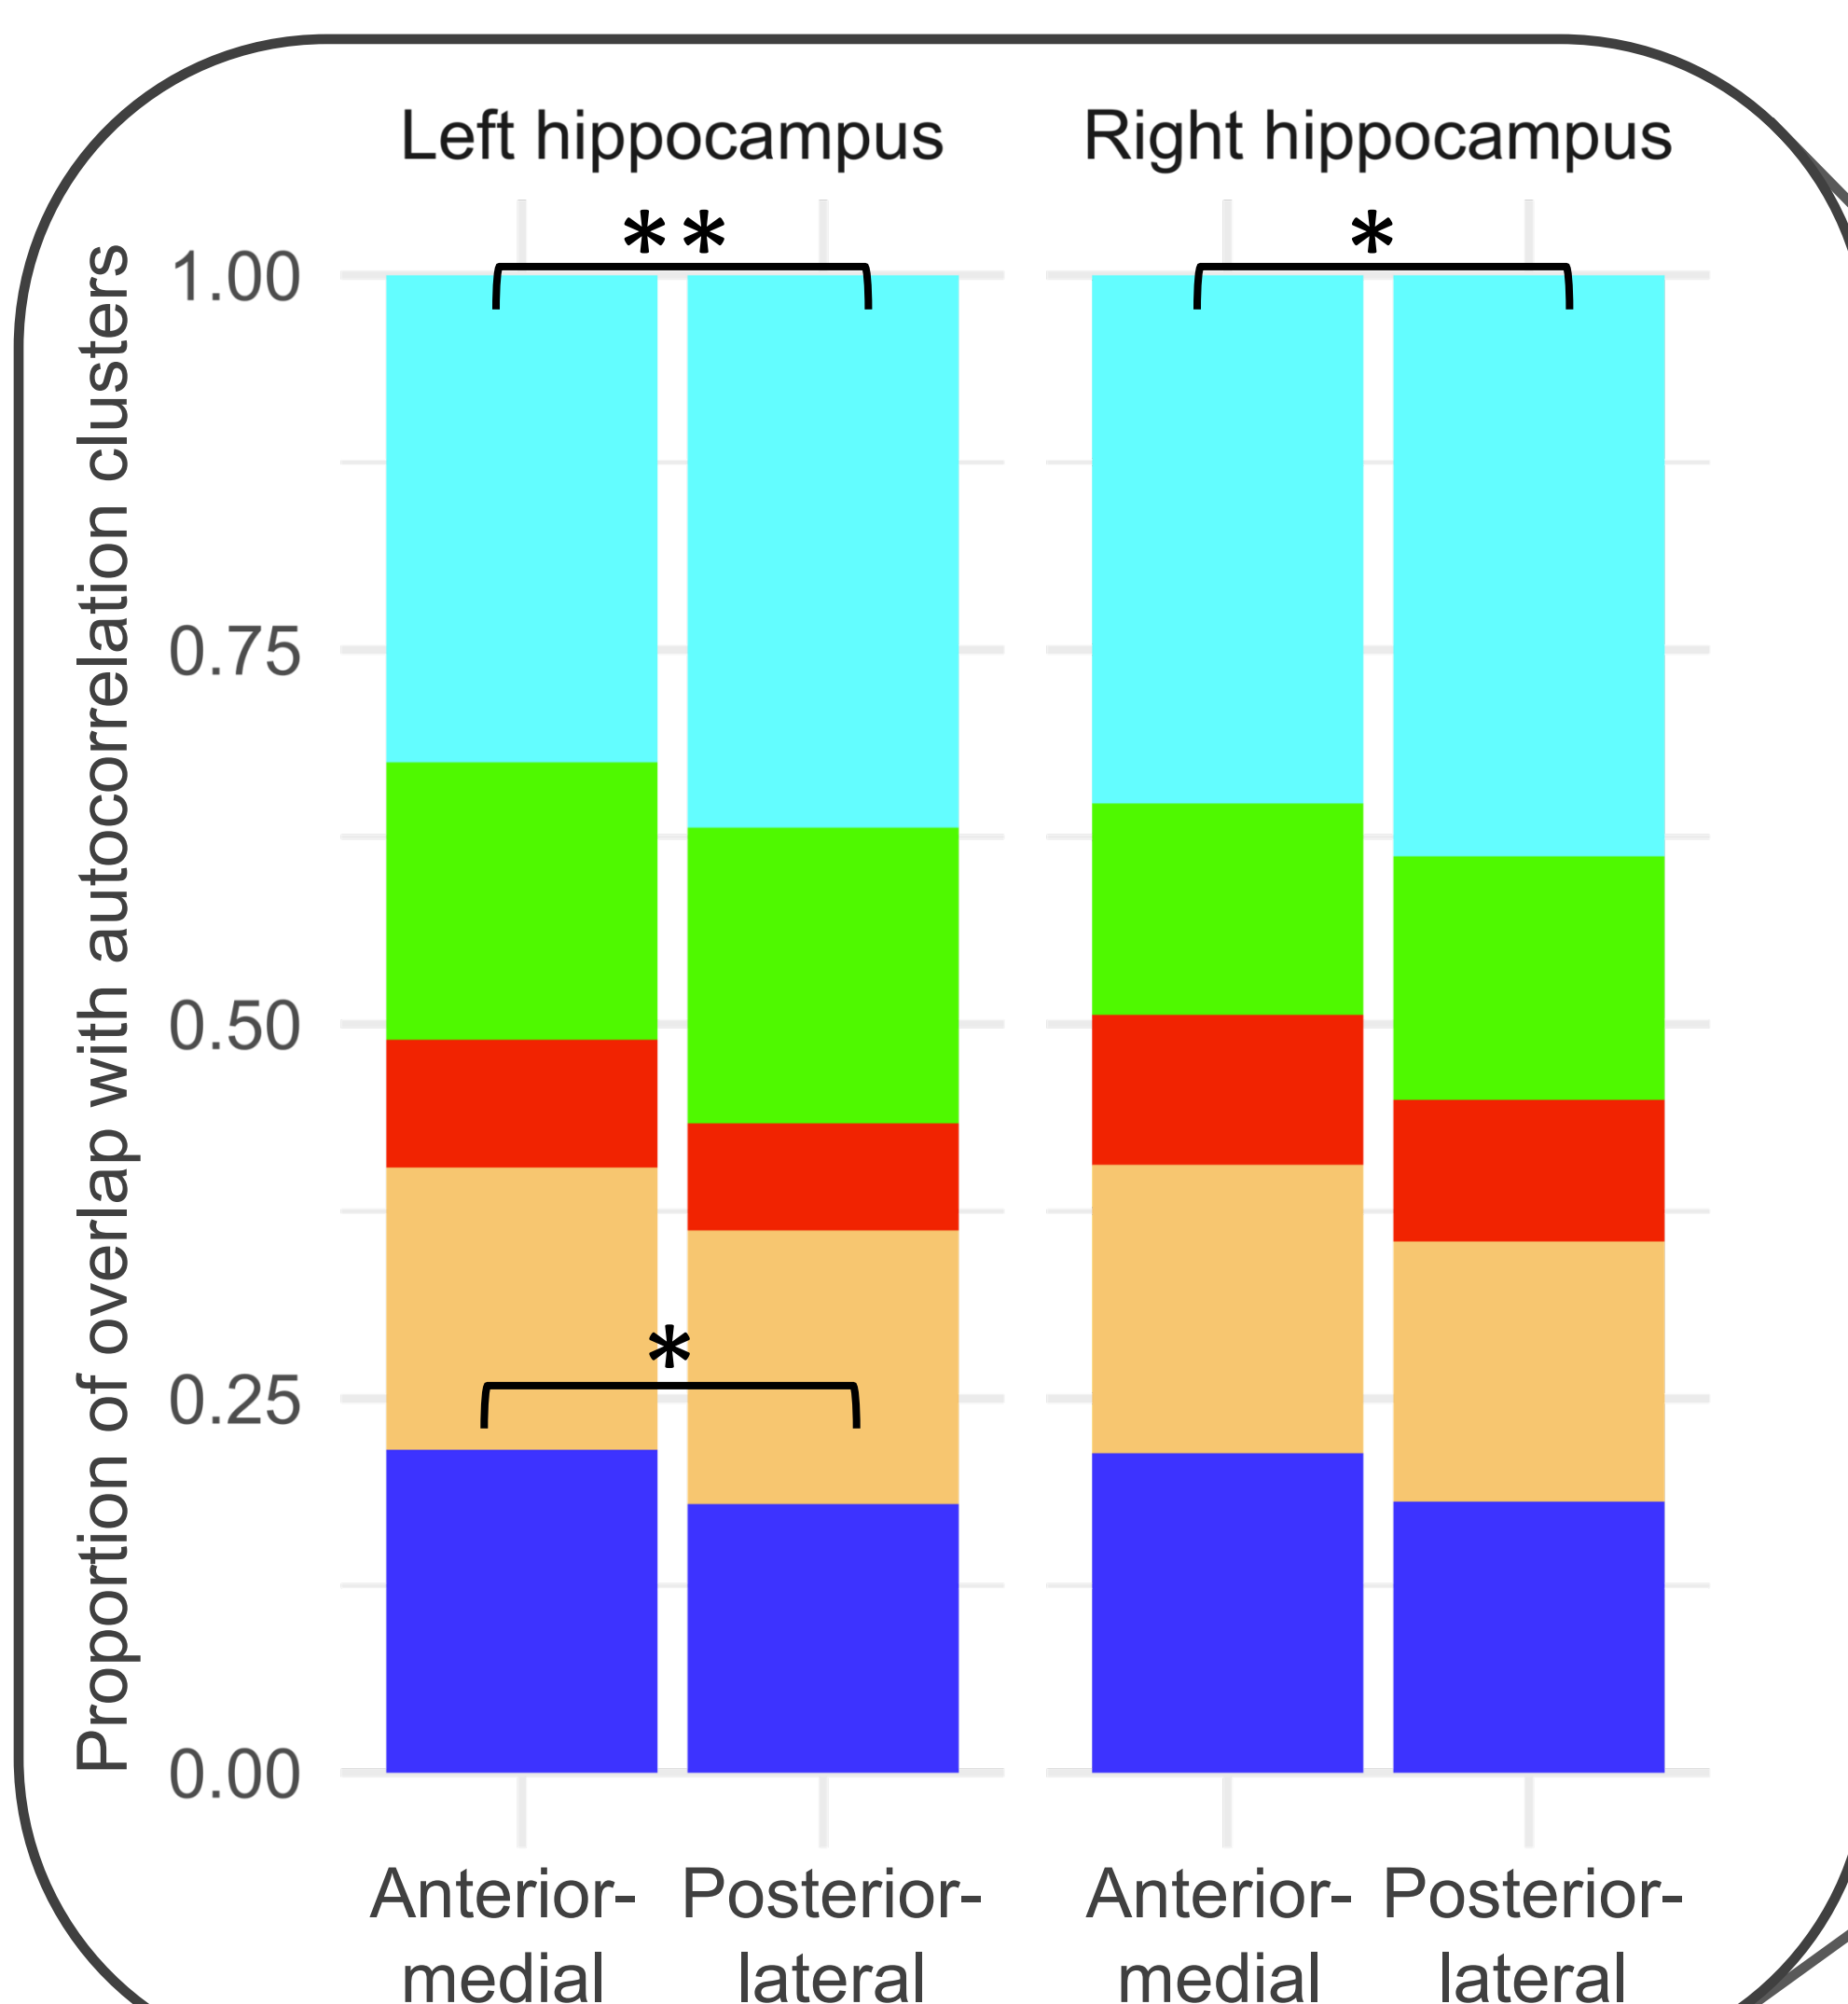 Left hippocampus
Right hippocampus
**
*
Proportion of overlap with autocorrelation clusters
1.00
0.75
0.50
0.25
0.00
*
Anterior-
medial
Posterior-
lateral
Anterior-
medial
Posterior-
lateral